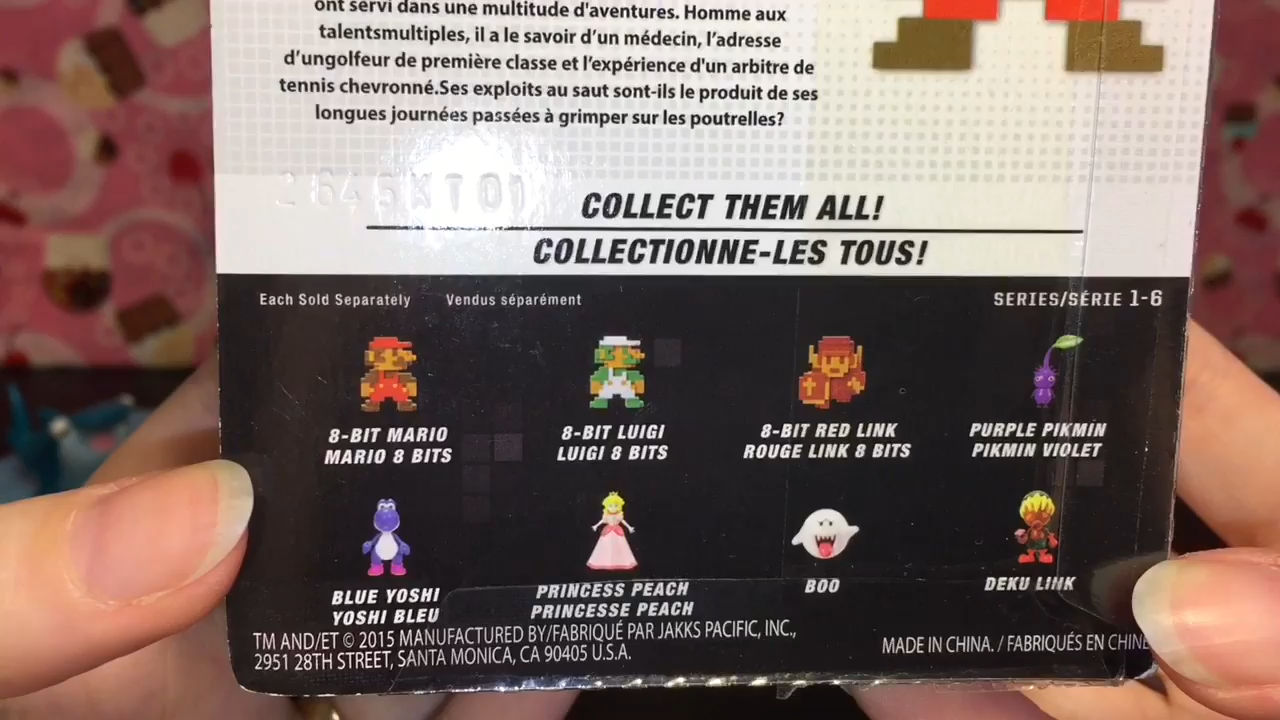 ont servi dans une multitude d'aventures. Homme aux
talentsmultiples, il a le savoir d'un médecin, l'adresse
d'ungolfeur de première classe et l'expérience d'un arbitre de
tennis chevronné.Ses exploits au saut sont-ils le produit de ses
longues journées passées à grimper sur les poutrelles?
COLLECT THEM ALL!
COLLECTIONNE-LES TOUS!
Each Sold Separately Vendus séparément SERIES/SÉRIE 1-6
8-BIT MARIO
MARIO 8 BITS
8-BIT LUIGI
LUIGI 8 BITS
8-BIT RED LINK
ROUGE LINK 8 BITS
PURPLE PIKMIN
PIKMIN VIOLET
BLUE YOSHI
YOSHI BLEU
PRINCESS PEACH
PRINCESSE PEACH
BOO
DEKU LINK
TM AND/ET © 2015 MANUFACTURED BY/FABRIQUÉ PAR JAKKS PACIFIC, INC.,
2951 28TH STREET, SANTA MONICA, CA 90405 U.S.A.
MADE IN CHINA. / FABRIQUÉS EN CHINE